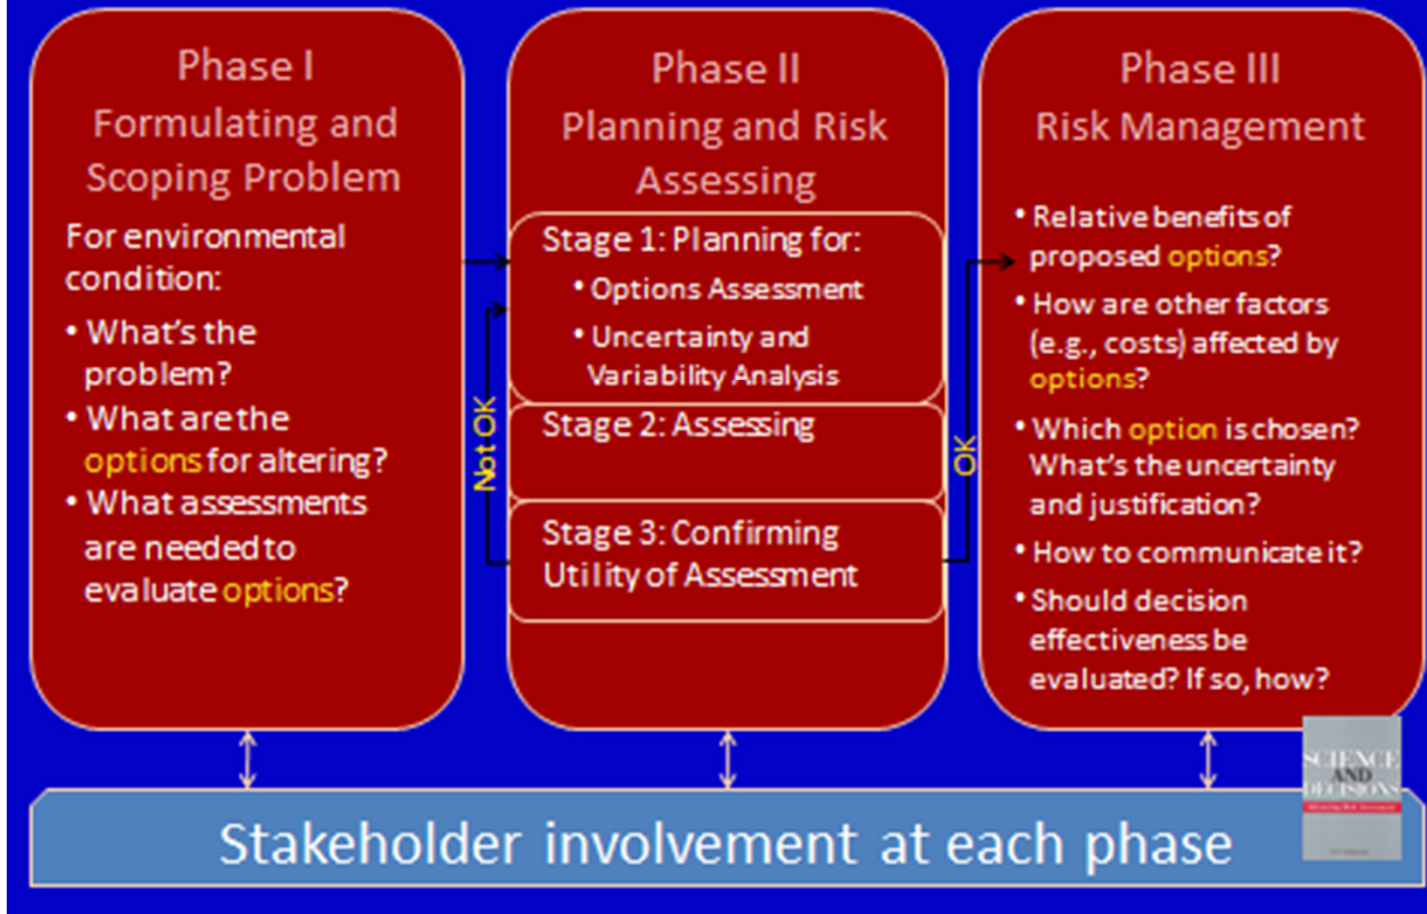 Phase I
Formulating and
Scoping Problem
For environmental
condition:
• What's the
problem?
• What are the
options for altering?
• What assessments
are needed to
evaluate options?
Not OK
Phase II
Planning and Risk
Assessing
Stage 1: Planning for:
• Options Assessment
• Uncertainty and
Variability Analysis
Stage 2: Assessing
Stage 3: Confirming
Utility of Assessment
OK
Phase III
Risk Management
• Relative benefits of
proposed options?
• How are other factors
(e.g., costs) affected by
options?
• Which option is chosen?
What's the uncertainty
and justification?
• How to communicate it?
• Should decision
effectiveness be
evaluated? If so, how?
SCIENCE
AND
DECISIONS
Stakeholder involvement at each phase